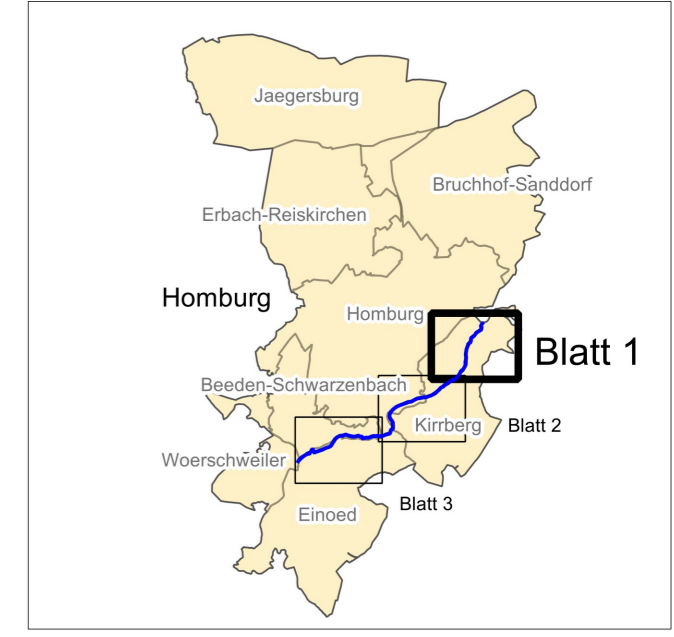 Jaegersburg
Bruchhof-Sanddorf
Erbach-Reiskirchen
Homburg
Homburg
Blatt 1
Beeden-Schwarzenbach
Kirrberg
Blatt 2
Woerschweiler
Blatt 3
Einoed